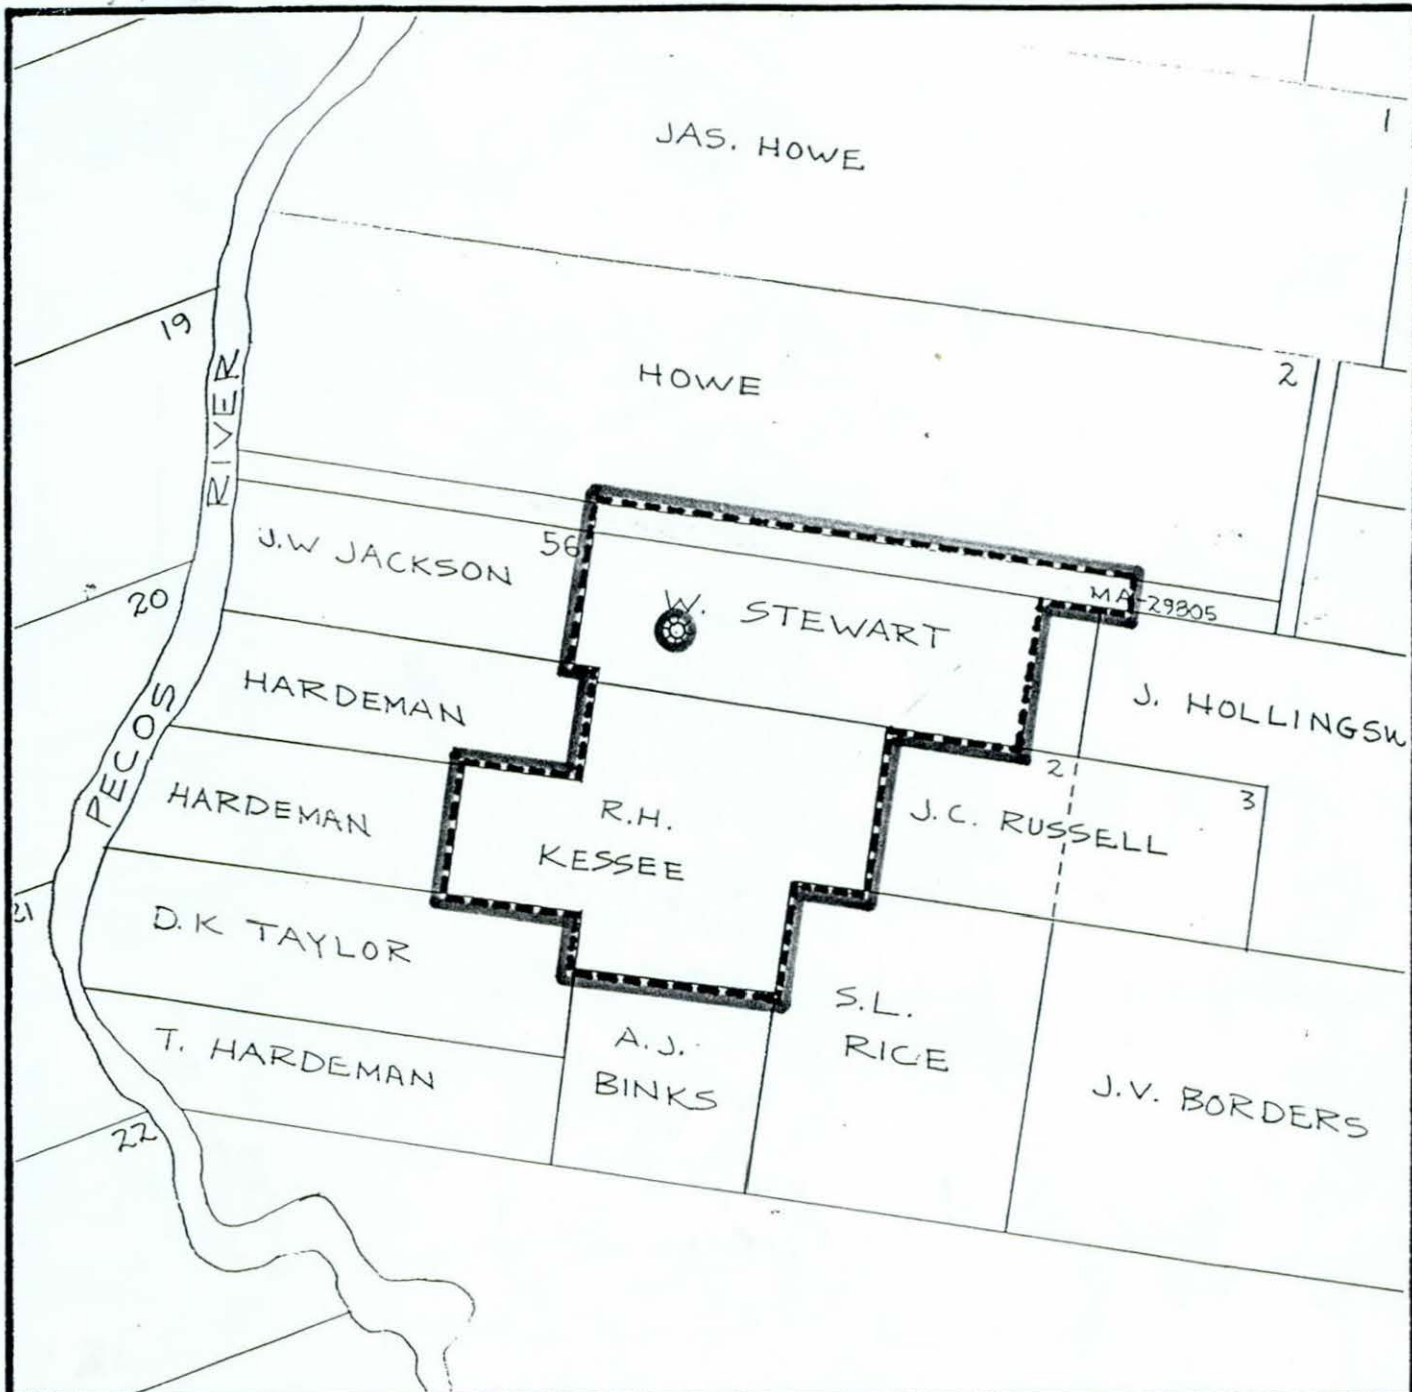 1
JAS. HOWE
19
HOWE
2
RIVER
J.W JACKSON
56
MA-29805
20
W. STEWART
HARDEMAN
J. HOLLINGSW
PECOS
2
3
HARDEMAN
R.H.
KESSEE
J.C. RUSSELL
21
D.K TAYLOR
S.L.
RICE
T. HARDEMAN
A.J.
BINKS
J.V. BORDERS
22